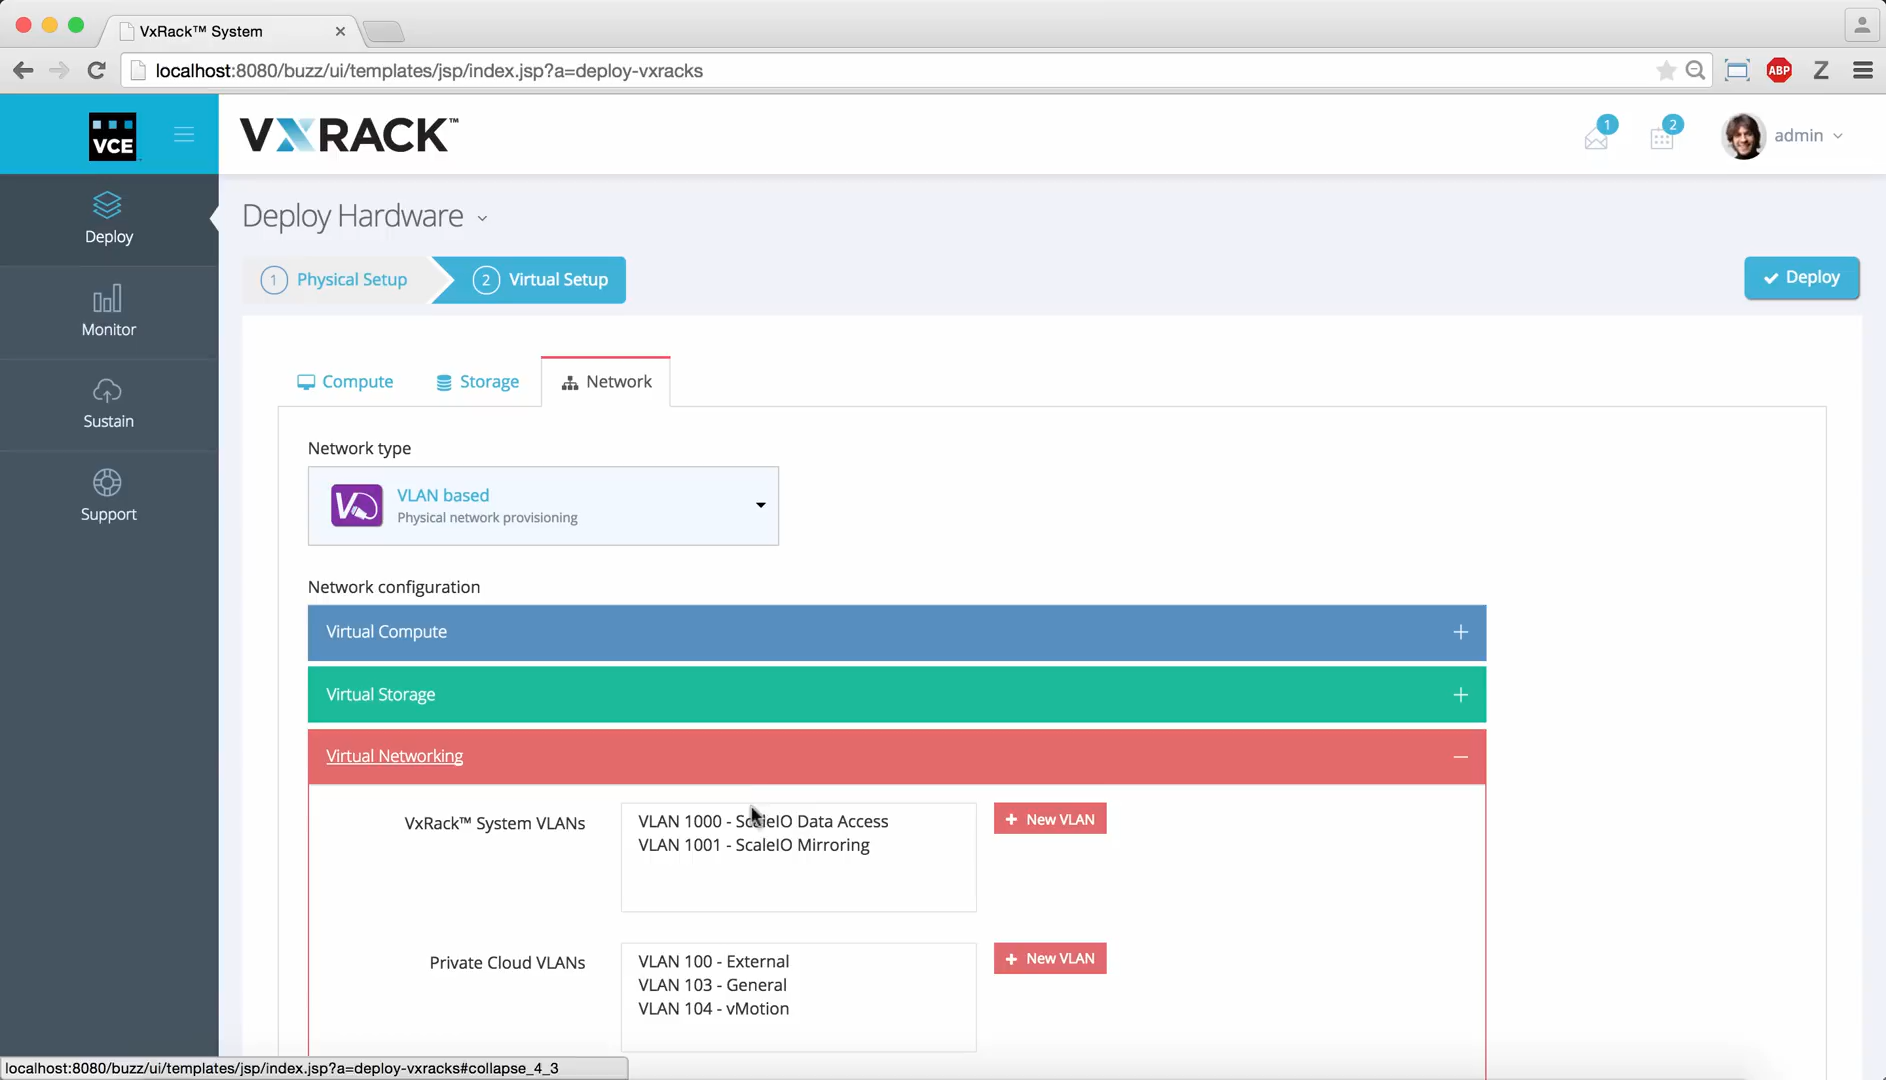 VxRack™ System
localhost:8080/buzz/ui/templates/jsp/index.jsp?a=deploy-vxracks
ABP
Z
VCE
VXRACK™
1
2
admin
Deploy
Monitor
Sustain
Support
Deploy Hardware
1 Physical Setup
2 Virtual Setup
Deploy
Compute
Storage
Network
Network type
VLAN based
Physical network provisioning
Network configuration
Virtual Compute
Virtual Storage
Virtual Networking
VxRack™ System VLANs
VLAN 1000 - ScaleIO Data Access
VLAN 1001 - ScaleIO Mirroring
+ New VLAN
Private Cloud VLANs
VLAN 100 - External
VLAN 103 - General
VLAN 104 - vMotion
+ New VLAN
localhost:8080/buzz/ui/templates/jsp/index.jsp?a=deploy-vxracks#collapse_4_3